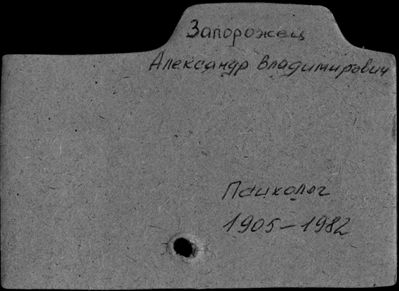 Запорожец
Александр Владимирович
Психолог
1905-1982